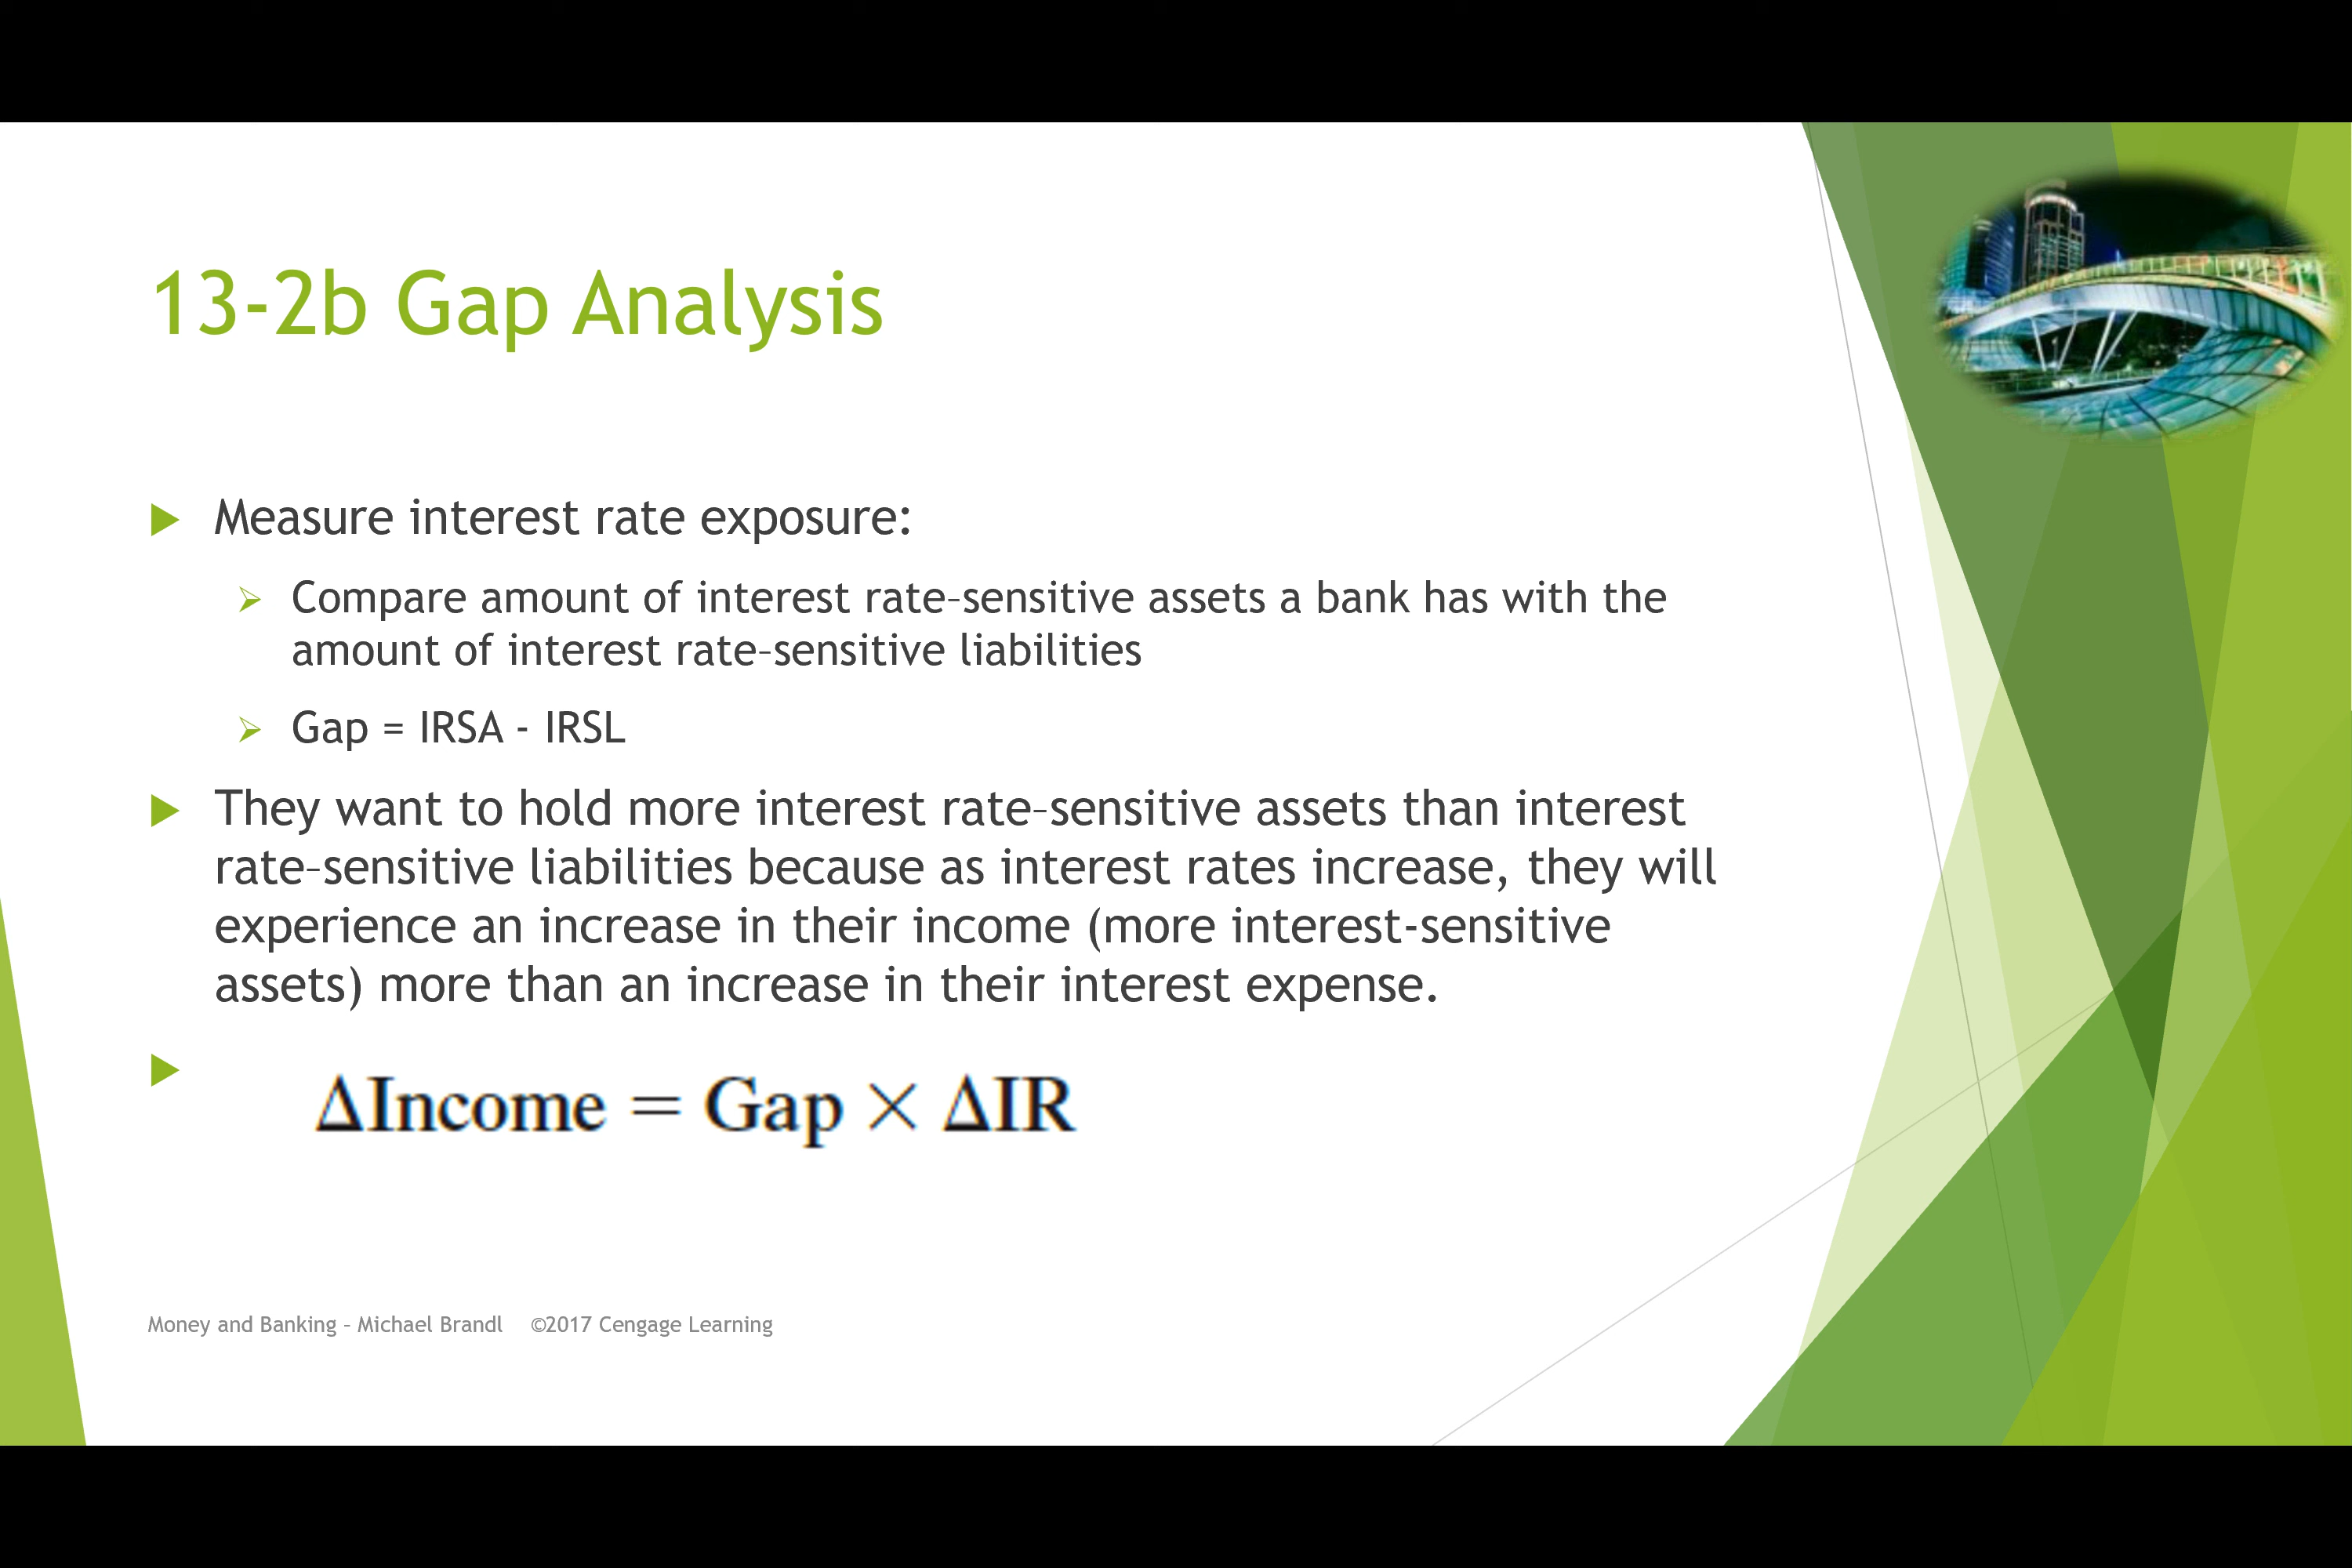 13-2b Gap Analysis
Measure interest rate exposure:
Compare amount of interest rate–sensitive assets a bank has with the
amount of interest rate–sensitive liabilities
Gap = IRSA - IRSL
They want to hold more interest rate–sensitive assets than interest
rate–sensitive liabilities because as interest rates increase, they will
experience an increase in their income (more interest-sensitive
assets) more than an increase in their interest expense.
ΔIncome = Gap × ΔIR
Money and Banking – Michael Brandl ©2017 Cengage Learning